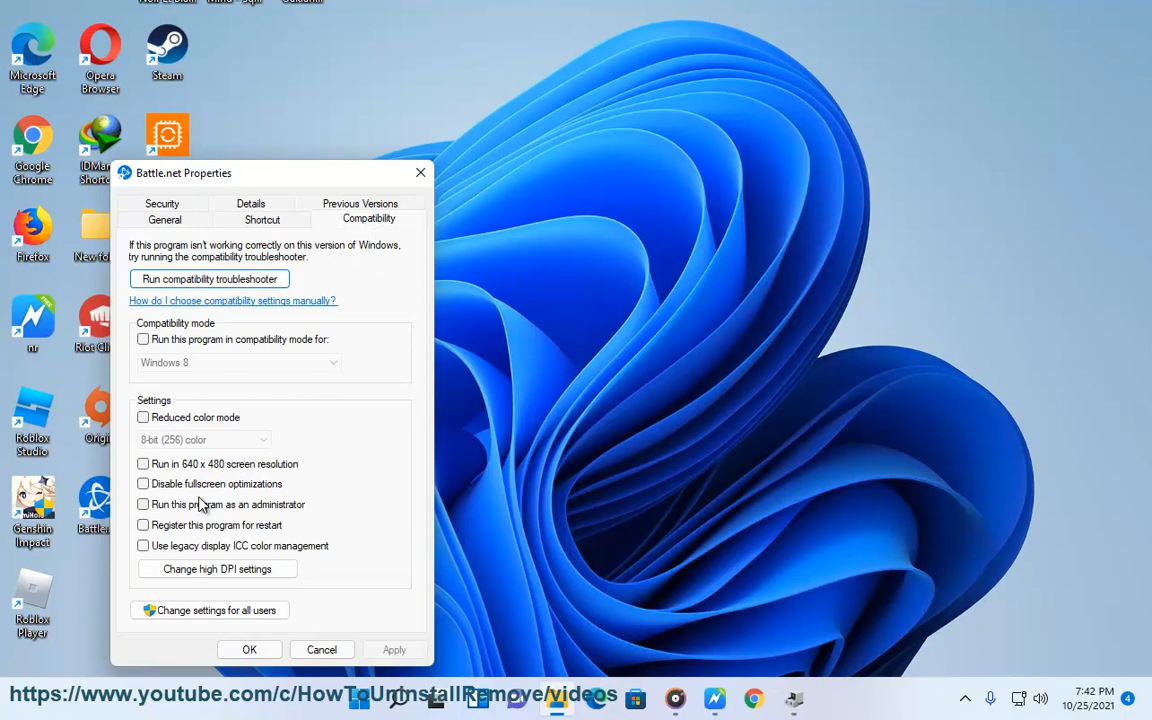 Microsoft
Edge
Opera
Browser
Steam
Google
Chrome
IDMan
Firefox
New fol
nr
Riot Cli
Roblox
Studio
Genshin
Impact
Roblox
Player
Battle.net Properties
Security
Details
Previous Versions
General
Shortcut
Compatibility
If this program isn't working correctly on this version of Windows,
try running the compatibility troubleshooter.
Run compatibility troubleshooter
How do I choose compatibility settings manually?
Compatibility mode
Run this program in compatibility mode for:
Windows 8
Settings
Reduced color mode
8-bit (256) color
Run in 640 x 480 screen resolution
Disable fullscreen optimizations
Run this program as an administrator
Register this program for restart
Use legacy display ICC color management
Change high DPI settings
Change settings for all users
OK
Cancel
Apply
https://www.youtube.com/c/HowToUninstallRemove/videos
7:42 PM
10/25/2021
4